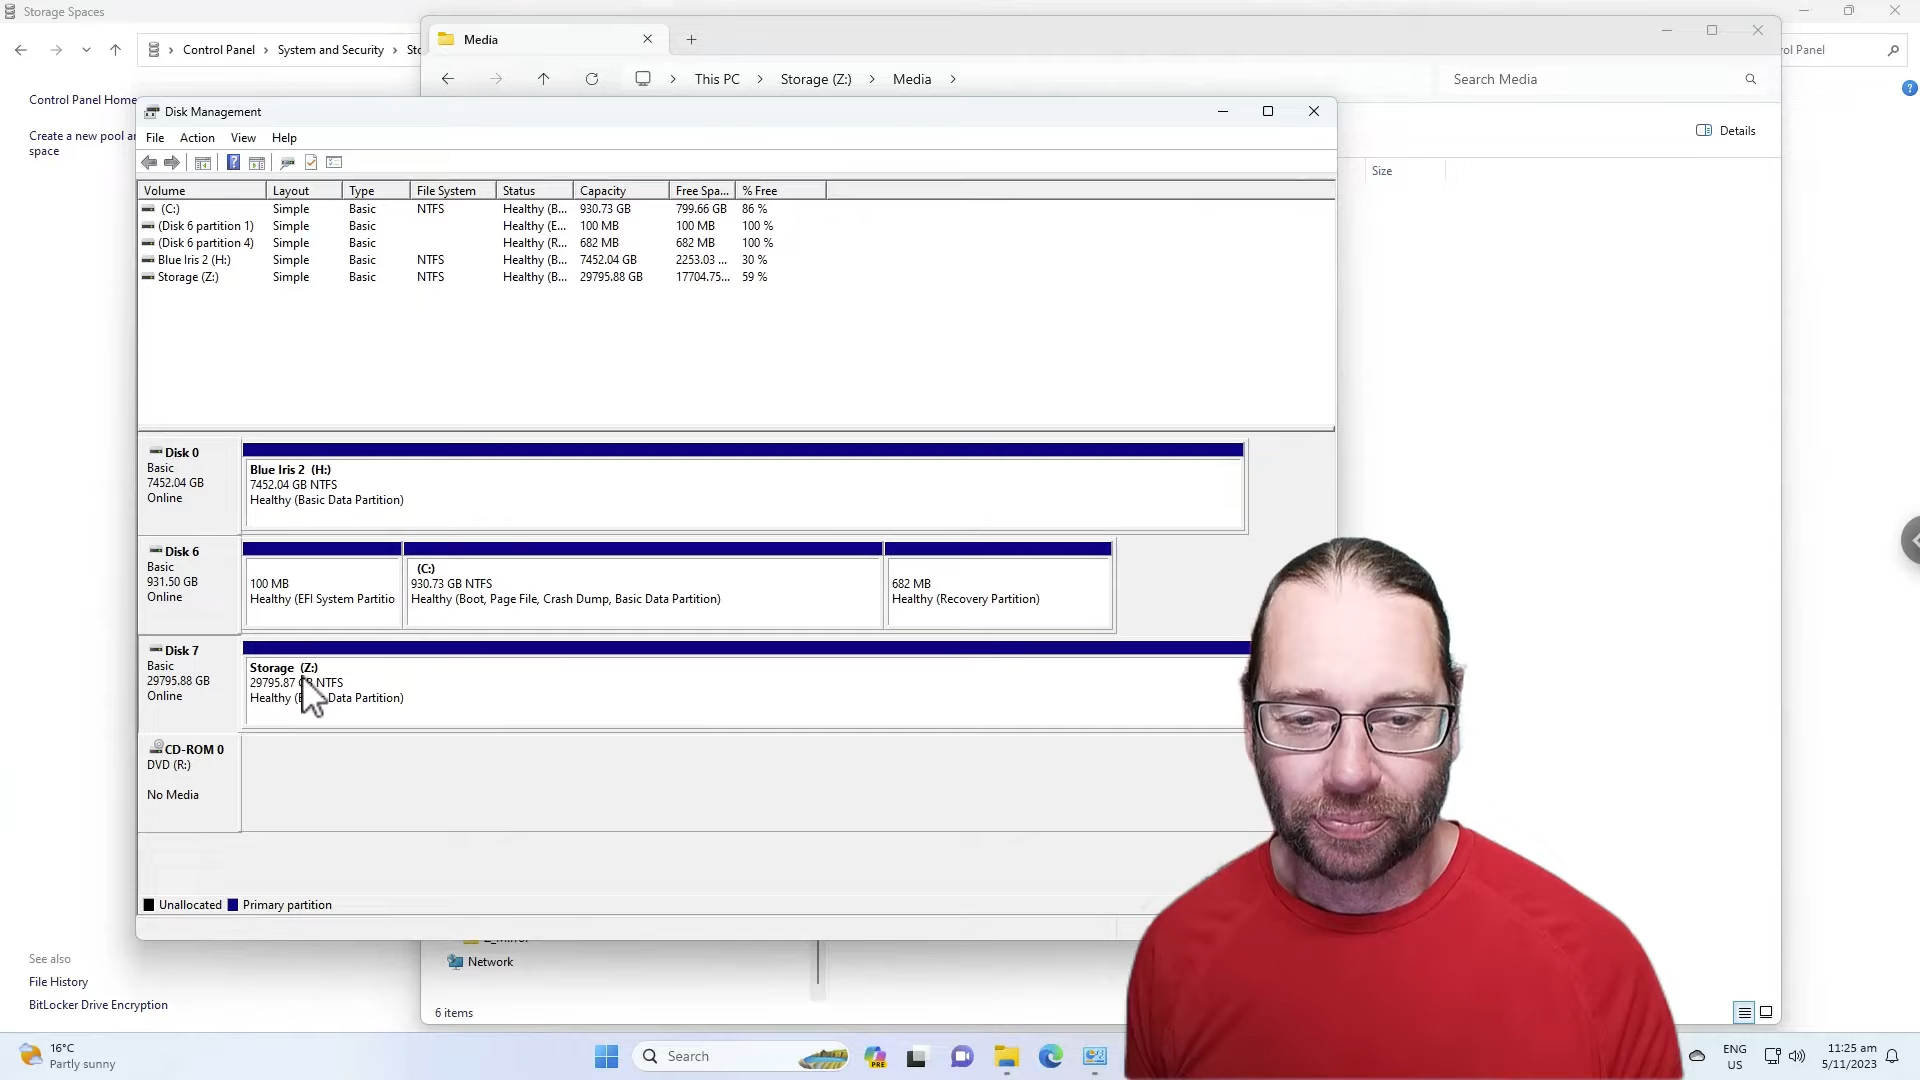 Storage Spaces
Control Panel System and Security
ol Panel
Control Panel Home
Create a new pool
space
Media
This PC Storage (Z:) Media
Search Media
Details
Size
Disk Management
File Action View Help
Volume Layout Type File System Status Capacity Free Spa... % Free
(C:) Simple Basic NTFS Healthy (B... 930.73 GB 799.66 GB 86 %
(Disk 6 partition 1) Simple Basic Healthy (E... 100 MB 100 MB 100 %
(Disk 6 partition 4) Simple Basic Healthy (R... 682 MB 682 MB 100 %
Blue Iris 2 (H:) Simple Basic NTFS Healthy (B... 7452.04 GB 2253.03 ... 30 %
Storage (Z:) Simple Basic NTFS Healthy (B... 29795.88 GB 17704.75... 59 %
Disk 0
Basic
7452.04 GB
Online
Blue Iris 2 (H:)
7452.04 GB NTFS
Healthy (Basic Data Partition)
Disk 6
Basic
931.50 GB
Online
100 MB
Healthy (EFI System Partitio
(C:)
930.73 GB NTFS
Healthy (Boot, Page File, Crash Dump, Basic Data Partition)
682 MB
Healthy (Recovery Partition)
Disk 7
Basic
29795.88 GB
Online
Storage (Z:)
29795.87 NTFS
Healthy Data Partition)
CD-ROM 0
DVD (R:)
No Media
Unallocated Primary partition
Network
6 items
See also
File History
BitLocker Drive Encryption
16°C
Partly sunny
Search
PRE
ENG
US
11:25 am
5/11/2023